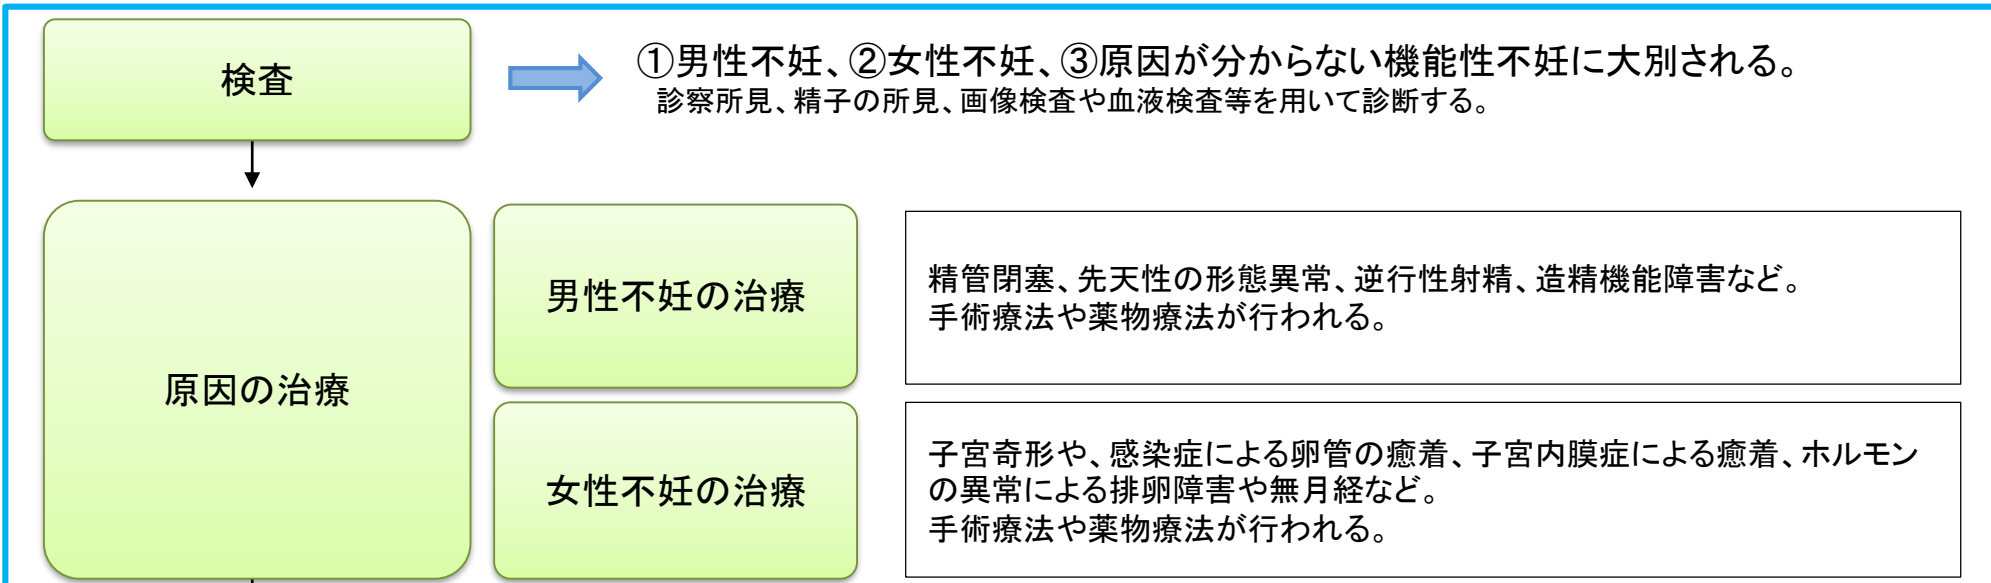 検査
①男性不妊、②女性不妊、③原因が分からない機能性不妊に大別される。
診察所見、精子の所見、画像検査や血液検査等を用いて診断する。
原因の治療
男性不妊の治療
精管閉塞、先天性の形態異常、逆行性射精、造精機能障害など。
手術療法や薬物療法が行われる。
女性不妊の治療
子宮奇形や、感染症による卵管の癒着、子宮内膜症による癒着、ホルモン
の異常による排卵障害や無月経など。
手術療法や薬物療法が行われる。